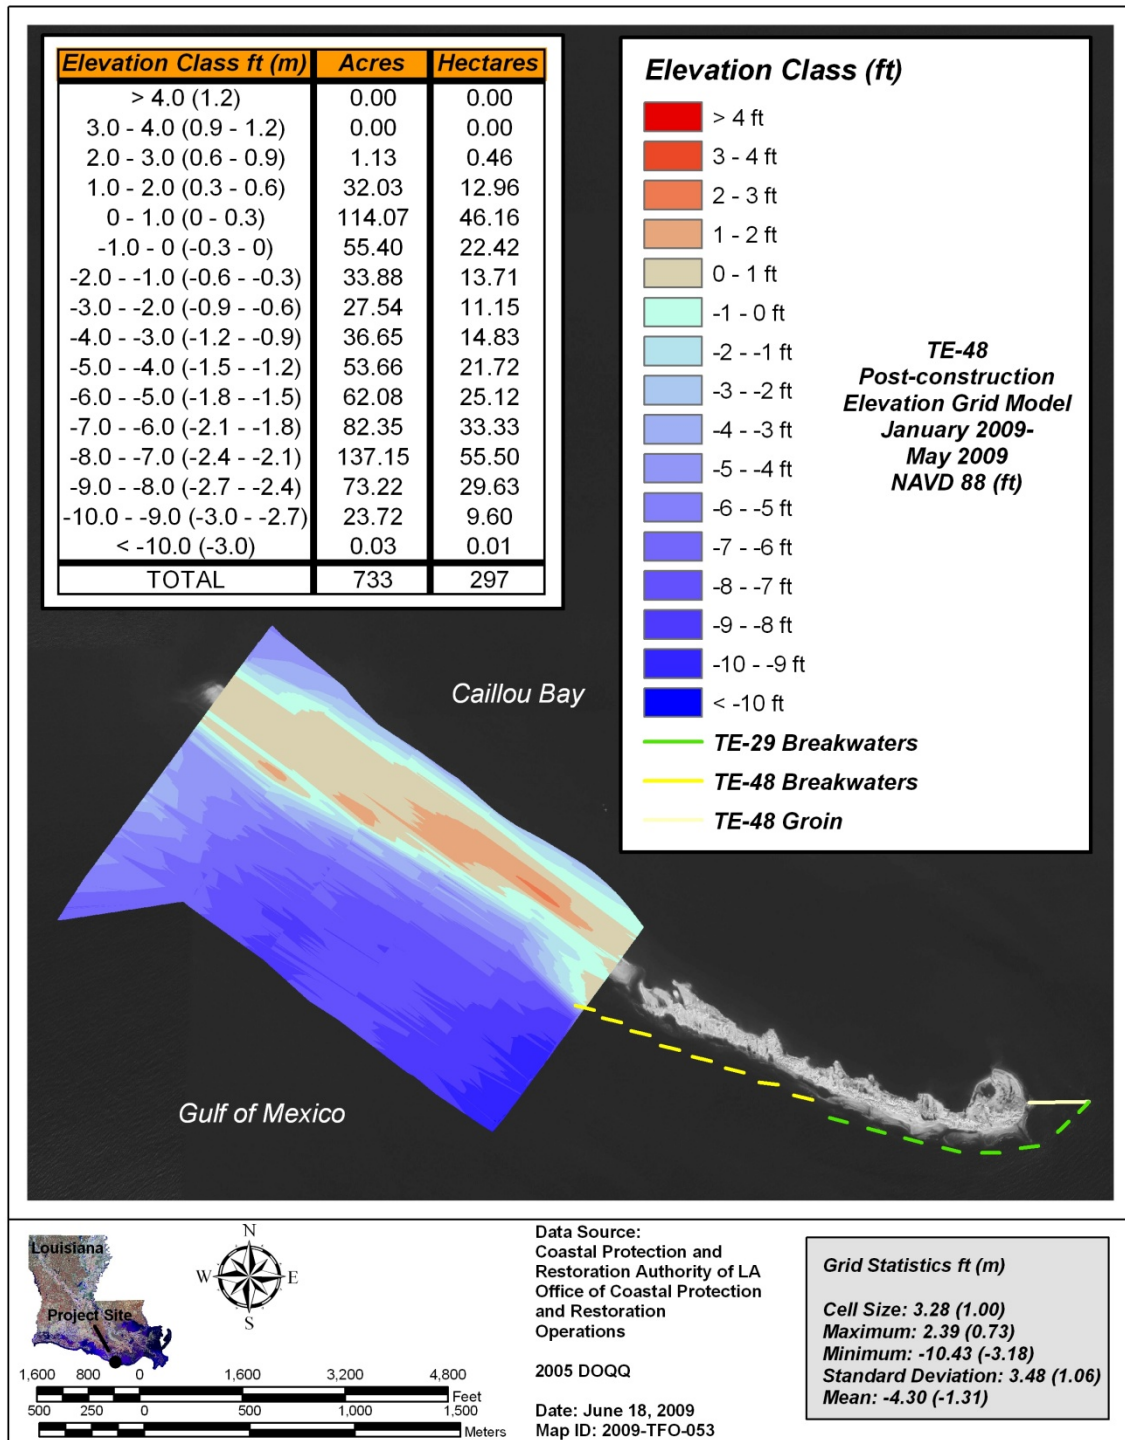 Elevation Class ft (m) Acres Hectares
> 4.0 (1.2) 0.00 0.00
3.0 - 4.0 (0.9 - 1.2) 0.00 0.00
2.0 - 3.0 (0.6 - 0.9) 1.13 0.46
1.0 - 2.0 (0.3 - 0.6) 32.03 12.96
0 - 1.0 (0 - 0.3) 114.07 46.16
-1.0 - 0 (-0.3 - 0) 55.40 22.42
-2.0 - -1.0 (-0.6 - -0.3) 33.88 13.71
-3.0 - -2.0 (-0.9 - -0.6) 27.54 11.15
-4.0 - -3.0 (-1.2 - -0.9) 36.65 14.83
-5.0 - -4.0 (-1.5 - -1.2) 53.66 21.72
-6.0 - -5.0 (-1.8 - -1.5) 62.08 25.12
-7.0 - -6.0 (-2.1 - -1.8) 82.35 33.33
-8.0 - -7.0 (-2.4 - -2.1) 137.15 55.50
-9.0 - -8.0 (-2.7 - -2.4) 73.22 29.63
-10.0 - -9.0 (-3.0 - -2.7) 23.72 9.60
< -10.0 (-3.0) 0.03 0.01
TOTAL 733 297
Elevation Class (ft)
> 4 ft
3 - 4 ft
2 - 3 ft
1 - 2 ft
0 - 1 ft
-1 - 0 ft
-2 - -1 ft
-3 - -2 ft
-4 - -3 ft
-5 - -4 ft
-6 - -5 ft
-7 - -6 ft
-8 - -7 ft
-9 - -8 ft
-10 - -9 ft
< -10 ft
TE-29 Breakwaters
TE-48 Breakwaters
TE-48 Groin
TE-48
Post-construction
Elevation Grid Model
January 2009-
May 2009
NAVD 88 (ft)
Caillou Bay
Gulf of Mexico
Louisiana
Project Site
N
W E
S
1,600 800 0 1,600 3,200 4,800
Feet
500 250 0 500 1,000 1,500
Meters
Data Source:
Coastal Protection and
Restoration Authority of LA
Office of Coastal Protection
and Restoration
Operations
2005 DOQQ
Date: June 18, 2009
Map ID: 2009-TFO-053
Grid Statistics ft (m)
Cell Size: 3.28 (1.00)
Maximum: 2.39 (0.73)
Minimum: -10.43 (-3.18)
Standard Deviation: 3.48 (1.06)
Mean: -4.30 (-1.31)